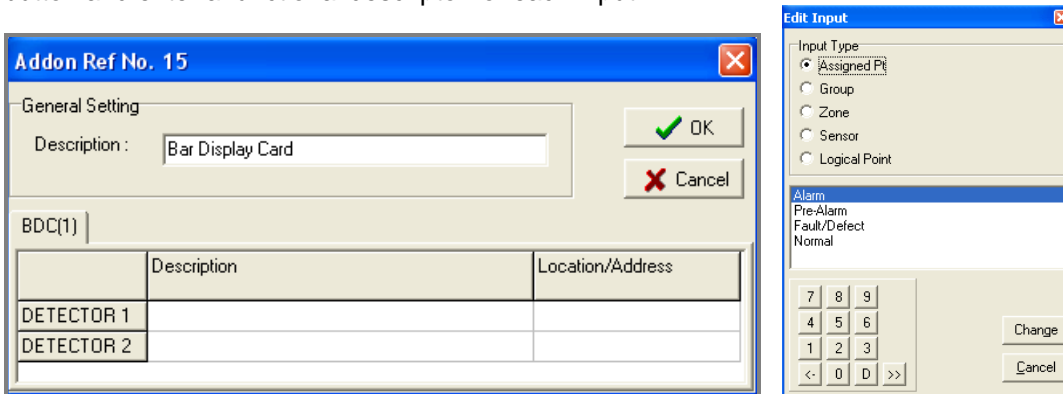 Addon Ref No. 15
General Setting
Description :
Bar Display Card
OK
Cancel
BDC(1)
Description
Location/Address
DETECTOR 1
DETECTOR 2
Edit Input
Input Type
Assigned Pt
Group
Zone
Sensor
Logical Point
Alarm
Pre-Alarm
Fault/Defect
Normal
7 8 9
4 5 6
1 2 3
<- 0 D >>
Change
Cancel